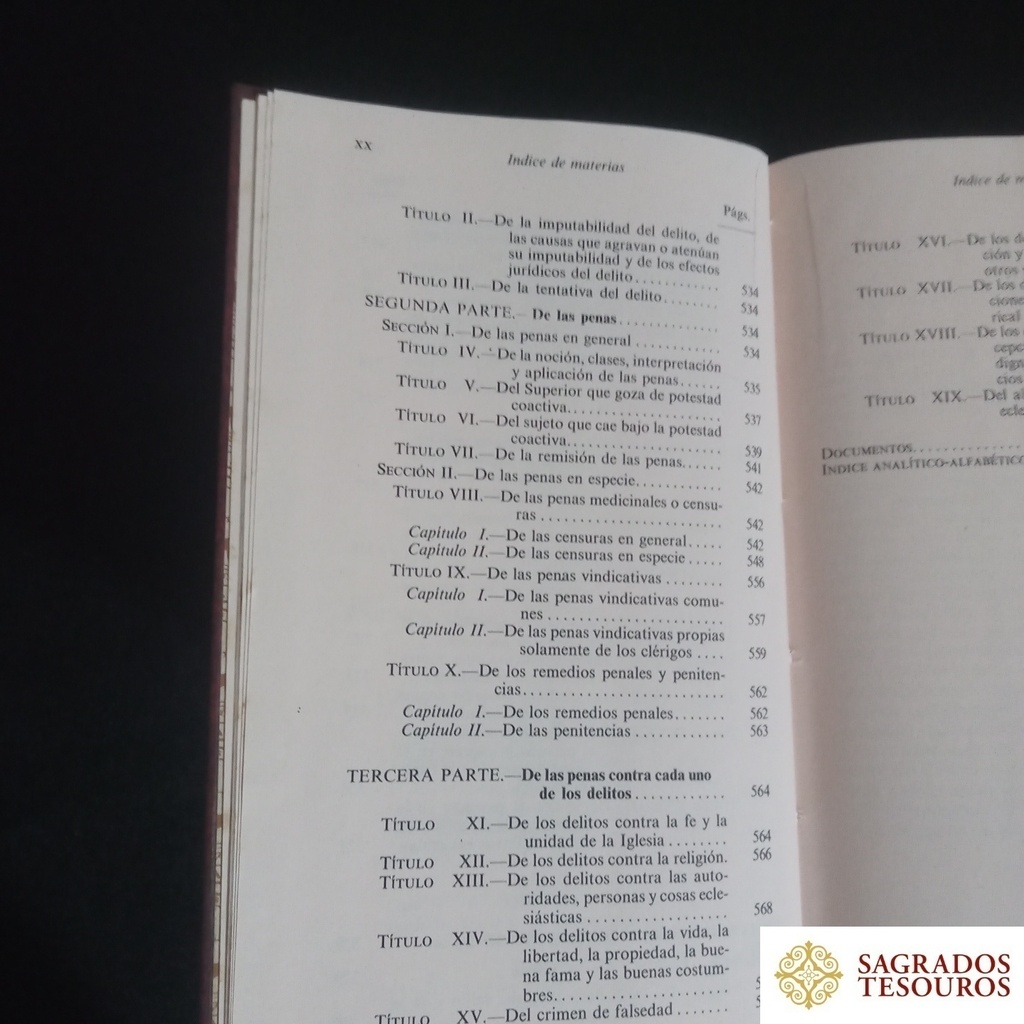 xx
Indice de materias
Págs.
TÍTULO II.—De la imputabilidad del delito, de
las causas que agravan o atenúan
su imputabilidad y de los efectos
jurídicos del delito............ 534
TÍTULO III.—De la tentativa del delito........ 534
SEGUNDA PARTE.—De las penas.............. 534
SECCIÓN I.—De las penas en general ............ 534
TÍTULO IV.—De la noción, clases, interpretación
y aplicación de las penas...... 535
TÍTULO V.—Del Superior que goza de potestad
coactiva...................... 537
TÍTULO VI.—Del sujeto que cae bajo la potestad
coactiva...................... 539
TÍTULO VII.—De la remisión de las penas...... 541
SECCIÓN II.—De las penas en especie............ 542
TÍTULO VIII.—De las penas medicinales o censu-
ras ......................... 542
Capítulo I.—De las censuras en general..... 542
Capítulo II.—De las censuras en especie..... 548
TÍTULO IX.—De las penas vindicativas ........ 556
Capítulo I.—De las penas vindicativas comu-
nes ......................... 557
Capítulo II.—De las penas vindicativas propias
solamente de los clérigos .... 559
TÍTULO X.—De los remedios penales y peniten-
cias.......................... 562
Capítulo I.—De los remedios penales....... 562
Capítulo II.—De las penitencias ............ 563
TERCERA PARTE.—De las penas contra cada uno
de los delitos............ 564
TÍTULO XI.—De los delitos contra la fe y la
unidad de la Iglesia ........ 564
TÍTULO XII.—De los delitos contra la religión. 566
TÍTULO XIII.—De los delitos contra las auto-
ridades, personas y cosas ecle-
siásticas .................. 568
TÍTULO XIV.—De los delitos contra la vida, la
libertad, la propiedad, la bue-
na fama y las buenas costum-
bres......................
TÍTULO XV.—Del crimen de falsedad.......
Indice de
TÍTULO XVI.—De los
ción y
otros
TÍTULO XVII.—De los
rical
TÍTULO XVIII.—De los
TÍTULO XIX.—Del
DOCUMENTOS..............
INDICE ANALÍTICO-ALFABÉTICO
SAGRADOS
TESOUROS